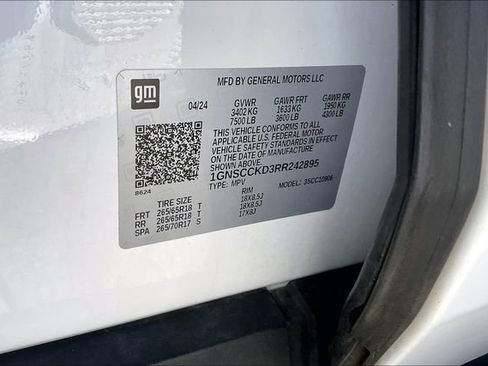 gm
MFD BY GENERAL MOTORS LLC
04/24 GVWR GAWR FRT GAWR RR
3402 KG 1633 KG 1950 KG
7500 LB 3600 LB 4300 LB
THIS VEHICLE CONFORMS TO ALL
APPLICABLE U.S. FEDERAL MOTOR
VEHICLE SAFETY STANDARDS IN EFFECT
ON THE DATE OF MANUFACTURE SHOWN ABOVE.
1GNSCCKD3RR242895
8624 TYPE: MPV MODEL: 35CC10906
TIRE SIZE RIM
FRT 265/65R18 T 18X8.5J
RR 265/65R18 T 18X8.5J
SPA 265/70R17 S 17X8J